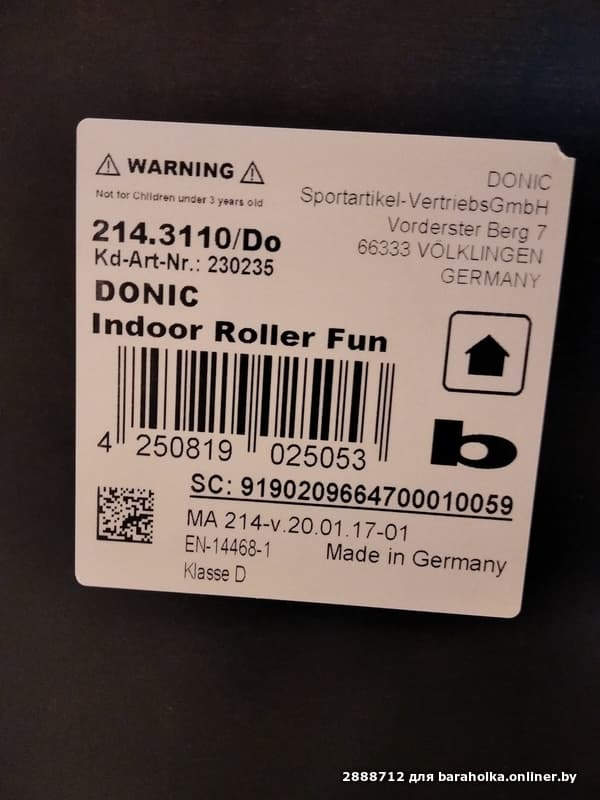 WARNING
Not for Children under 3 years old
214.3110/Do
Kd-Art-Nr.: 230235
DONIC
Indoor Roller Fun
DONIC
Sportartikel-VertriebsGmbH
Vorderster Berg 7
66333 VÖLKLINGEN
GERMANY
4 250819 025053
b
SC: 9190209664700010059
MA 214-v.20.01.17-01
EN-14468-1
Klasse D
Made in Germany
2888712 для baraholka.onliner.by